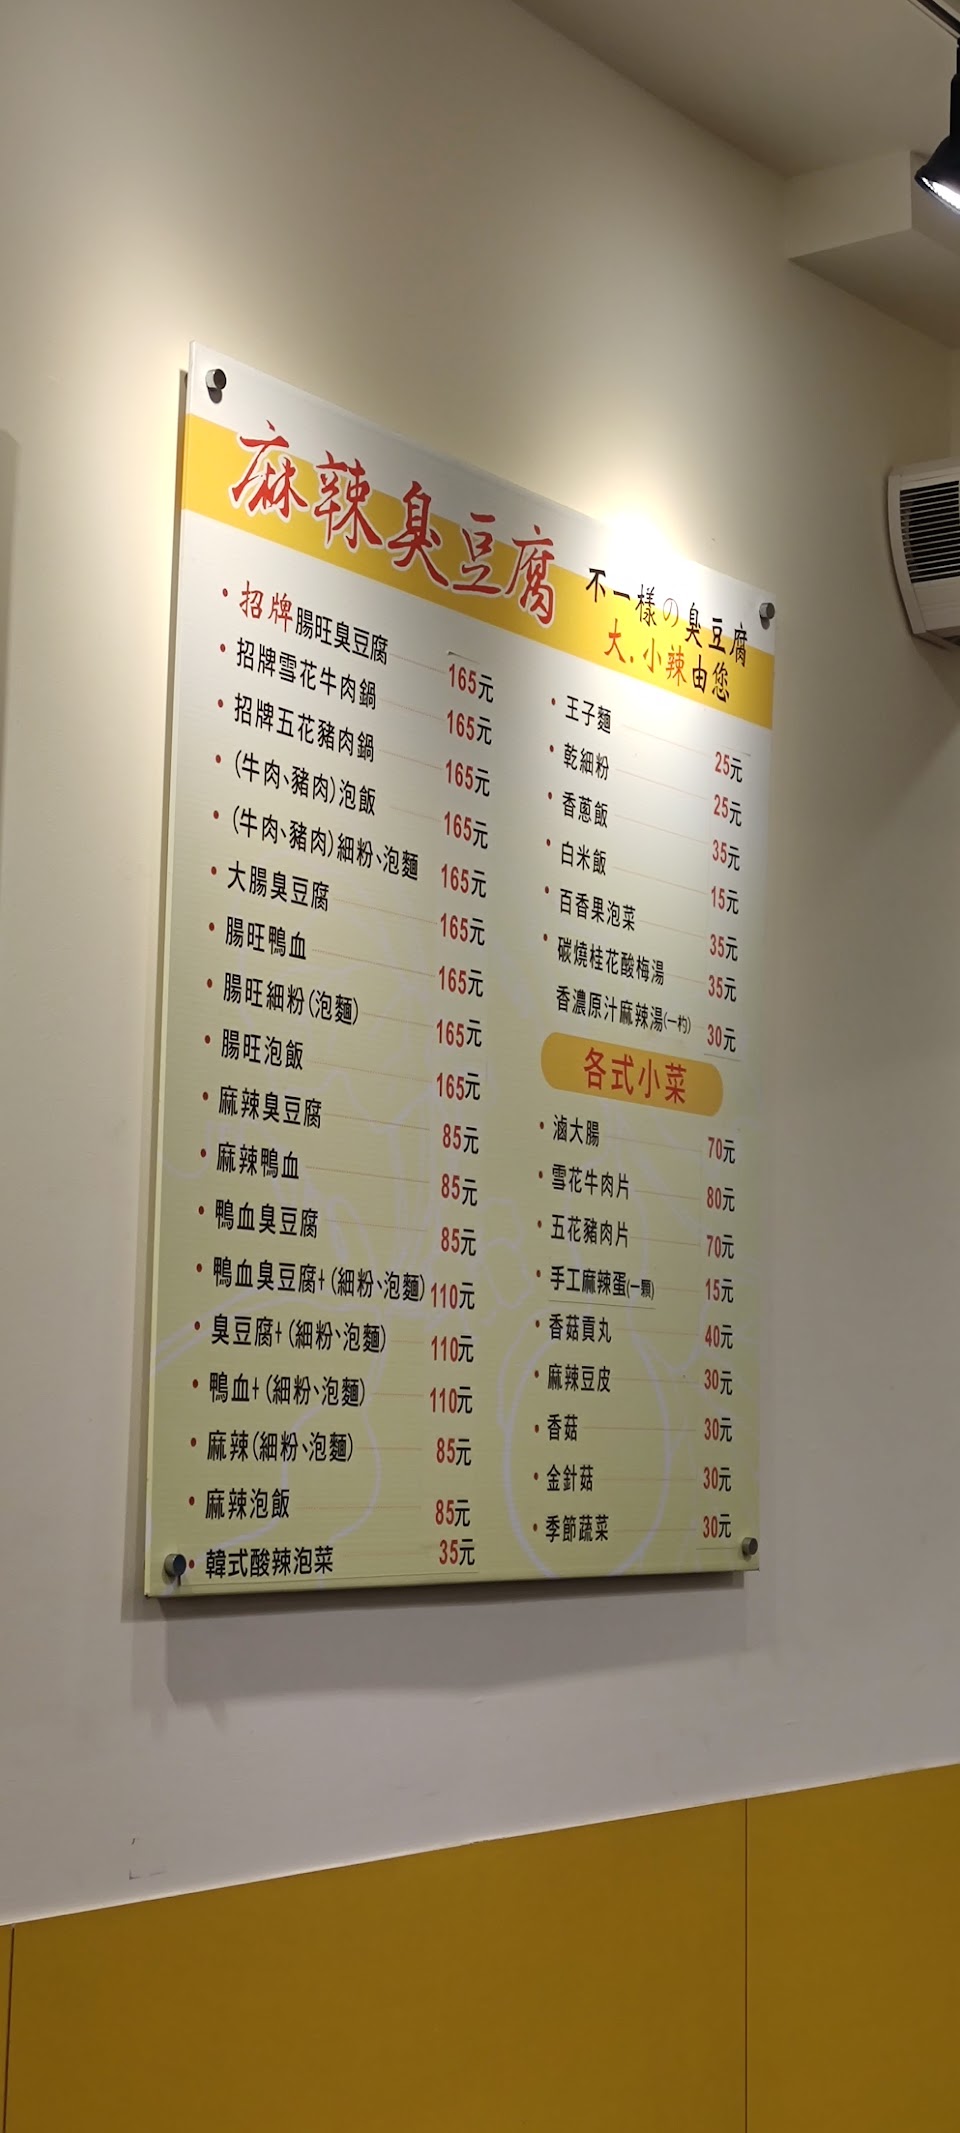 麻辣臭豆腐
不一樣の臭豆腐
大.小辣由您
・招牌腸旺臭豆腐 165元
・招牌雪花牛肉鍋 165元
・招牌五花豬肉鍋 165元
・(牛肉、豬肉)泡飯 165元
・(牛肉、豬肉)細粉、泡麵 165元
・大腸臭豆腐 165元
・腸旺鴨血 165元
・腸旺細粉(泡麵) 165元
・腸旺泡飯 165元
・麻辣臭豆腐 85元
・麻辣鴨血 85元
・鴨血臭豆腐 85元
・鴨血臭豆腐+(細粉、泡麵) 110元
・臭豆腐+(細粉、泡麵) 110元
・鴨血+(細粉、泡麵) 110元
・麻辣(細粉、泡麵) 85元
・麻辣泡飯 85元
・韓式酸辣泡菜 35元
・王子麵 25元
・乾細粉 25元
・香蔥飯 35元
・白米飯 15元
・百香果泡菜 35元
・碳燒桂花酸梅湯 35元
香濃原汁麻辣湯(一杓) 30元
各式小菜
・滷大腸 70元
・雪花牛肉片 80元
・五花豬肉片 70元
・手工麻辣蛋(一顆) 15元
・香菇貢丸 40元
・麻辣豆皮 30元
・香菇 30元
・金針菇 30元
・季節蔬菜 30元